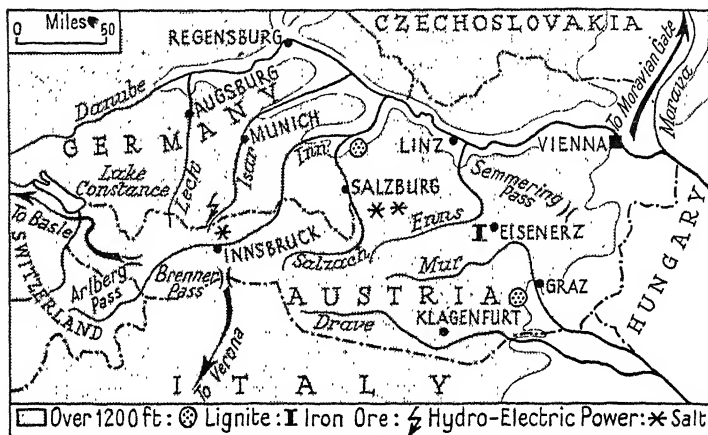 Miles
0 50
CZECHOSLOVAKIA
REGENSBURG
Danube
AUGSBURG
GERMANY
MUNICH
Lech
Isar
Inn
LINZ
VIENNA
To Moravian Gate
Marava
Lake
Constance
SALZBURG
Semmering
Pass
To Basle
Enns
EISENERZ
INNSBRUCK
Salzach
SWITZERLAND
Arlberg
Pass
Brenner
Pass
Mur
AUSTRIA
GRAZ
HUNGARY
Drave
KLAGENFURT
To Verona
ITALY
Over 1200 ft: Lignite: Iron Ore: Hydro-Electric Power: Salt